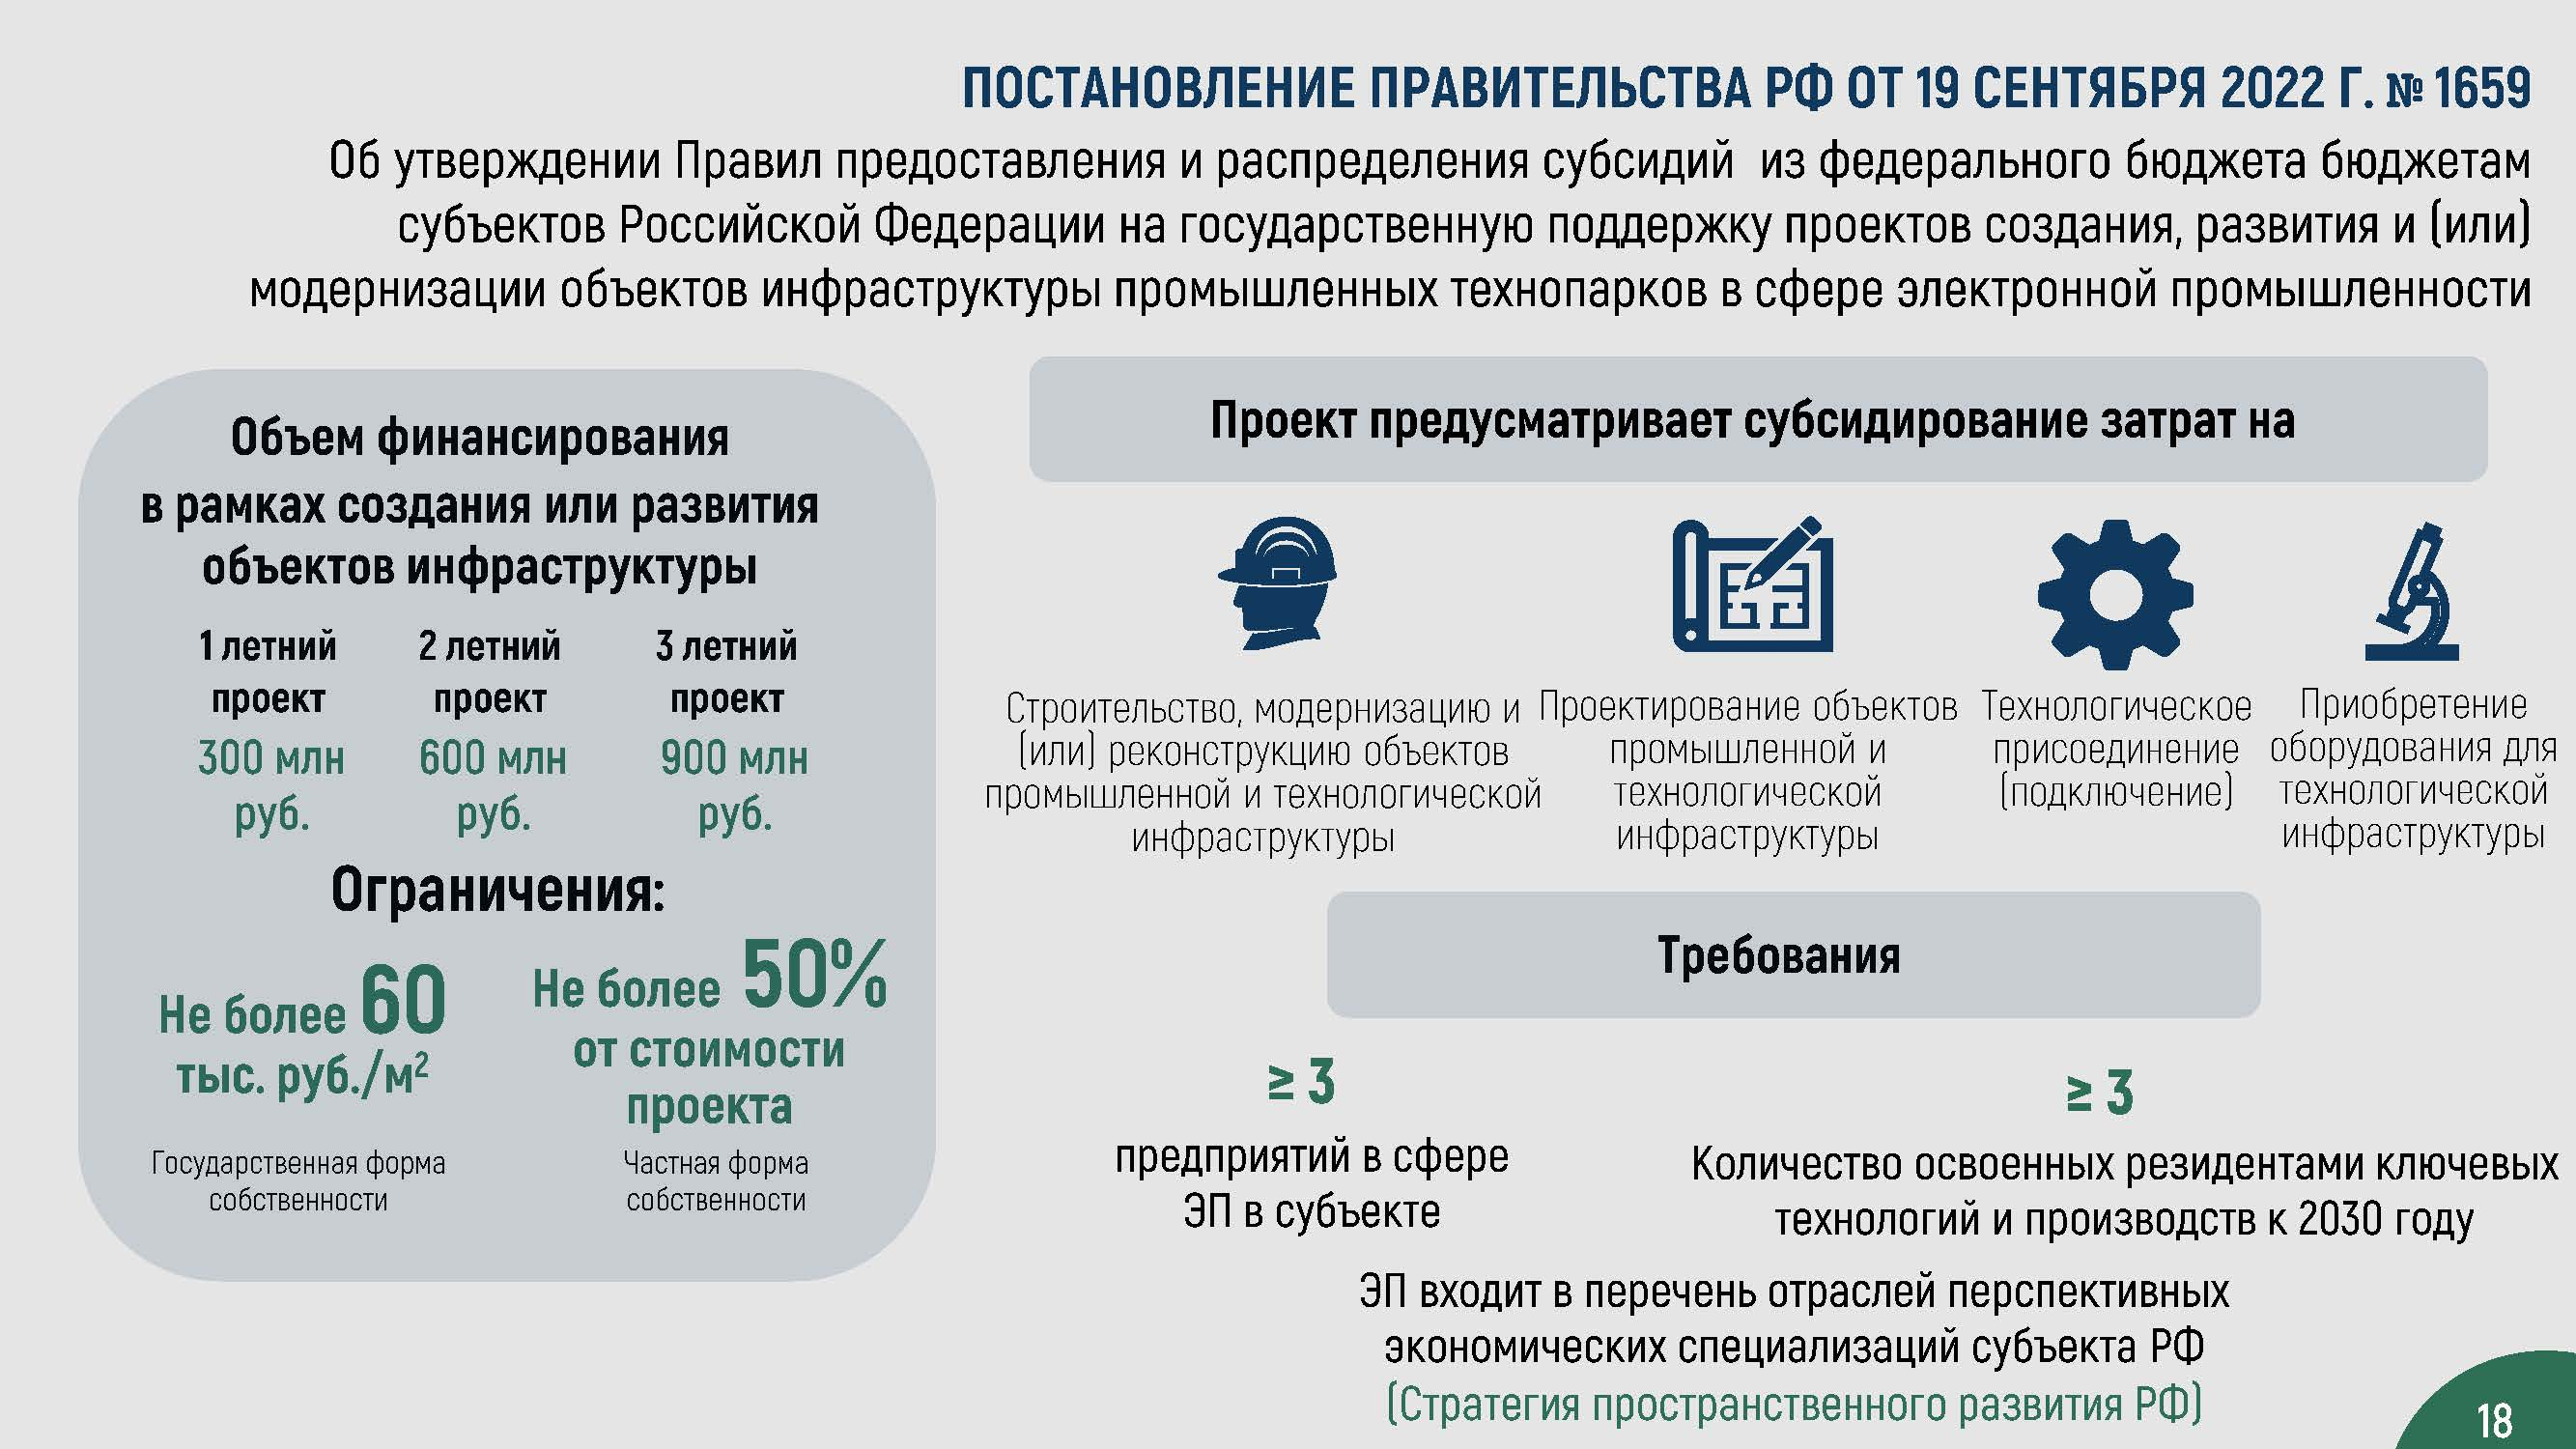 ПОСТАНОВЛЕНИЕ ПРАВИТЕЛЬСТВА РФ ОТ 19 СЕНТЯБРЯ 2022 Г. № 1659
Об утверждении Правил предоставления и распределения субсидий из федерального бюджета бюджетам
субъектов Российской Федерации на государственную поддержку проектов создания, развития и (или)
модернизации объектов инфраструктуры промышленных технопарков в сфере электронной промышленности
Объем финансирования
в рамках создания или развития
объектов инфраструктуры
1 летний
проект
300 млн
руб.
2 летний
проект
600 млн
руб.
3 летний
проект
900 млн
руб.
Ограничения:
Не более 60
тыс. руб./м²
Государственная форма
собственности
Не более 50%
от стоимости
проекта
Частная форма
собственности
Проект предусматривает субсидирование затрат на
Строительство, модернизацию и
(или) реконструкцию объектов
промышленной и технологической
инфраструктуры
Проектирование объектов
промышленной и
технологической
инфраструктуры
Технологическое
присоединение
(подключение)
Приобретение
оборудования для
технологической
инфраструктуры
Требования
≥ 3
предприятий в сфере
ЭП в субъекте
≥ 3
Количество освоенных резидентами ключевых
технологий и производств к 2030 году
ЭП входит в перечень отраслей перспективных
экономических специализаций субъекта РФ
(Стратегия пространственного развития РФ)
18